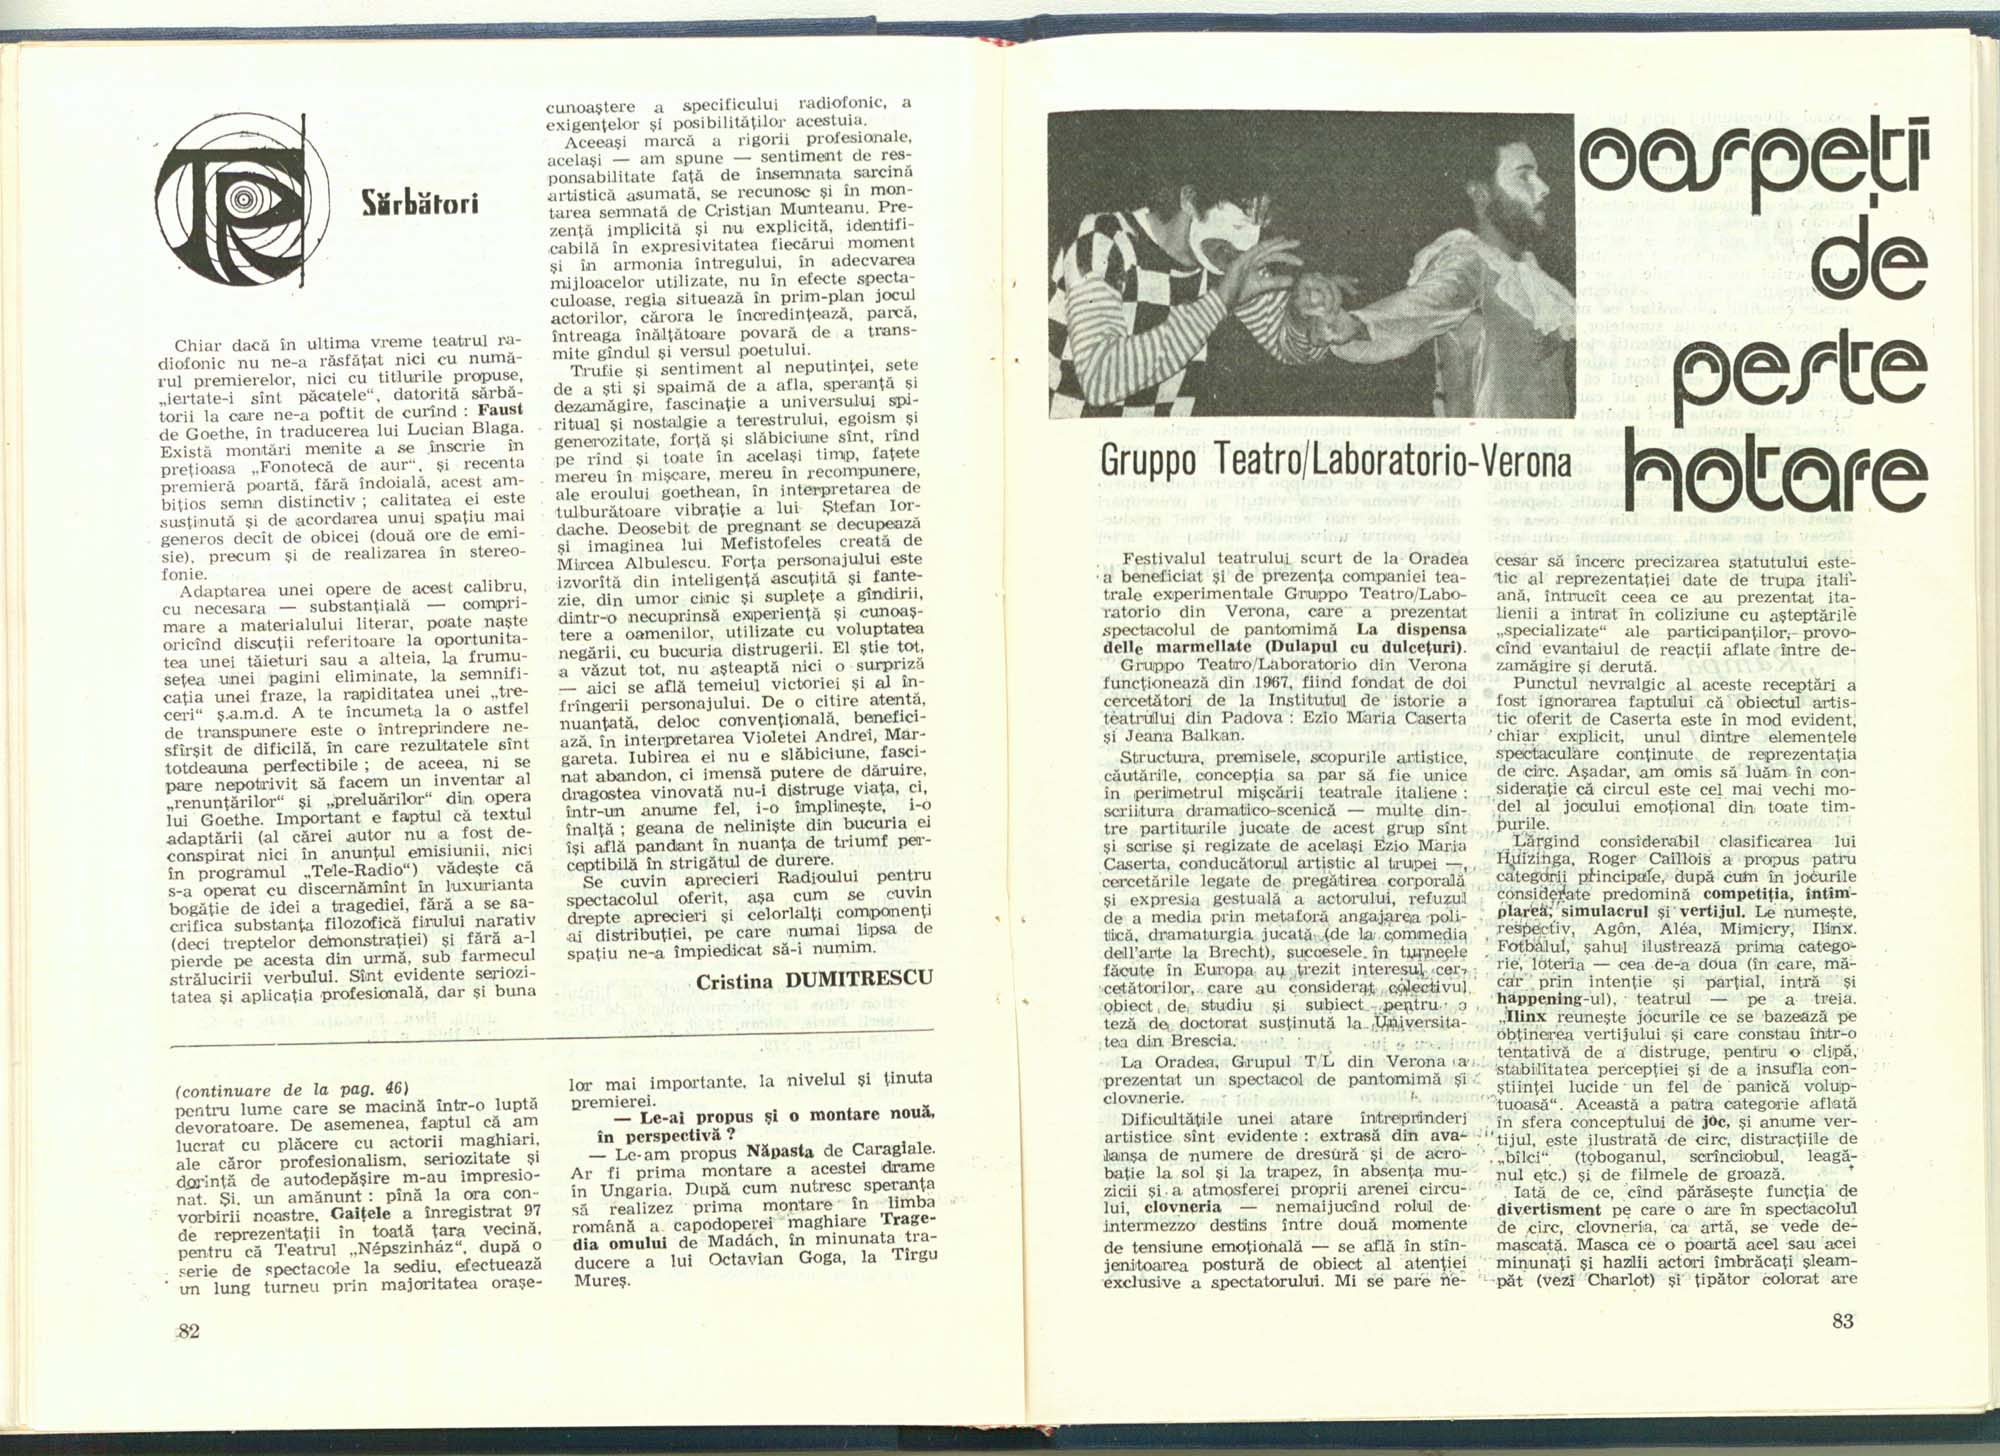 TR
Sărbători
Chiar dacă în ultima vreme teatrul ra-
diofonic nu ne-a răsfățat nici cu numă-
rul premierelor, nici cu titlurile propuse,
„iertate-i sînt păcatele“, datorită sărbă-
torii la care ne-a poftit de curînd : Faust
de Goethe, în traducerea lui Lucian Blaga.
Există montări menite a se înscrie în
prețioasa „Fonotecă de aur“, și recenta
premieră poartă, fără îndoială, acest am-
bițios semn distinctiv ; calitatea ei este
susținută și de acordarea unui spațiu mai
generos decît de obicei (două ore de emi-
sie), precum și de realizarea în stereo-
fonie.
Adaptarea unei opere de acest calibru,
cu necesara — substanțială — compri-
mare a materialului literar, poate naște
oricînd discuții referitoare la oportunita-
tea unei tăieturi sau a alteia, la frumu-
sețea unei pagini eliminate, la semnifi-
cația unei fraze, la rapiditatea unei „tre-
ceri“ ș.a.m.d. A te încumeta la o astfel
de transpunere este o întreprindere ne-
sfîrșit de dificilă, în care rezultatele sînt
totdeauna perfectibile ; de aceea, ni se
pare nepotrivit să facem un inventar al
„renunțărilor“ și „preluărilor“ din opera
lui Goethe. Important e faptul că textul
adaptării (al cărei autor nu a fost de-
conspirat nici în anunțul emisiunii, nici
în programul „Tele-Radio“) vădește că
s-a operat cu discernămînt în luxurianta
bogăție de idei a tragediei, fără a se sa-
crifica substanța filozofică firului narativ
(deci treptelor demonstrației) și fără a-l
pierde pe acesta din urmă, sub farmecul
strălucirii verbului. Sînt evidente seriozi-
tatea și aplicația profesională, dar și buna
cunoaștere a specificului radiofonic, a
exigențelor și posibilităților acestuia.
Aceeași marcă a rigorii profesionale,
același — am spune — sentiment de res-
ponsabilitate față de însemnata sarcină
artistică asumată, se recunosc și în mon-
tarea semnată de Cristian Munteanu. Pre-
zență implicită și nu explicită, identifi-
cabilă în expresivitatea fiecărui moment
și în armonia întregului, în adecvarea
mijloacelor utilizate, nu în efecte specta-
culoase, regia situează în prim-plan jocul
actorilor, cărora le încredințează, parcă,
întreaga înălțătoare povară de a trans-
mite gîndul și versul poetului.
Trufie și sentiment al neputinței, sete
de a ști și spaimă de a afla, speranță și
dezamăgire, fascinație a universului spi-
ritual și nostalgie a terestrului, egoism și
generozitate, forță și slăbiciune sînt, rînd
pe rînd și toate în același timp, fațete
mereu în mișcare, mereu în recompunere,
ale eroului goethean, în interpretarea de
tulburătoare vibrație a lui Ștefan Ior-
dache. Deosebit de pregnant se decupează
și imaginea lui Mefistofeles creată de
Mircea Albulescu. Forța personajului este
izvorîtă din inteligență ascuțită și fante-
zie, din umor cinic și suplețe a gîndirii,
dintr-o necuprinsă experiență și cunoaș-
tere a oamenilor, utilizate cu voluptatea
negării, cu bucuria distrugerii. El știe tot,
a văzut tot, nu așteaptă nici o surpriză
— aici se află temeiul victoriei și al în-
frîngerii personajului. De o citire atentă,
nuanțată, deloc convențională, benefici-
ază, în interpretarea Violetei Andrei, Mar-
gareta. Iubirea ei nu e slăbiciune, fasci-
nat abandon, ci imensă putere de dăruire,
dragostea vinovată nu-i distruge viața, ci,
într-un anume fel, i-o împlinește, i-o
înalță ; geana de neliniște din bucuria ei
își află pandant în nuanța de triumf per-
ceptibilă în strigătul de durere.
Se cuvin aprecieri Radioului pentru
spectacolul oferit, așa cum se cuvin
drepte aprecieri și celorlalți componenți
ai distribuției, pe care numai lipsa de
spațiu ne-a împiedicat să-i numim.
Cristina DUMITRESCU
(continuare de la pag. 46)
pentru lume care se macină într-o luptă
devoratoare. De asemenea, faptul că am
lucrat cu plăcere cu actorii maghiari,
ale căror profesionalism, seriozitate și
dorință de autodepășire m-au impresio-
nat. Și, un amănunt : pînă la ora con-
vorbirii noastre, Gaițele a înregistrat 97
de reprezentații în toată țara vecină,
pentru că Teatrul „Népszinház“, după o
serie de spectacole la sediu, efectuează
un lung turneu prin majoritatea orașe-
lor mai importante, la nivelul și ținuta
premierei.
— Le-ai propus și o montare nouă,
în perspectivă ?
— Le-am propus Năpasta de Caragiale.
Ar fi prima montare a acestei drame
în Ungaria. După cum nutresc speranța
să realizez prima montare în limba
română a capodoperei maghiare Trage-
dia omului de Madách, în minunata tra-
ducere a lui Octavian Goga, la Tîrgu
Mureș.
82
oaspeți
de
peste
hotare
Gruppo Teatro/Laboratorio-Verona
Festivalul teatrului scurt de la Oradea
a beneficiat și de prezența companiei tea-
trale experimentale Gruppo Teatro/Labo-
ratorio din Verona, care a prezentat
spectacolul de pantomimă La dispensa
delle marmellate (Dulapul cu dulcețuri).
Gruppo Teatro/Laboratorio din Verona
funcționează din 1967, fiind fondat de doi
cercetători de la Institutul de istorie a
teatrului din Padova : Ezio Maria Caserta
și Jeana Balkan.
Structura, premisele, scopurile artistice,
căutările, concepția sa par să fie unice
în perimetrul mișcării teatrale italiene :
scriitura dramatico-scenică — multe din-
tre partiturile jucate de acest grup sînt
și scrise și regizate de același Ezio Maria
Caserta, conducătorul artistic al trupei —,
cercetările legate de pregătirea corporală
și expresia gestuală a actorului, refuzul
de a media prin metaforă angajarea poli-
tică, dramaturgia jucată (de la commedia
dell'arte la Brecht), succesele în turneele
făcute în Europa au trezit interesul cer-
cetătorilor, care au considerat colectivul
obiect de studiu și subiect pentru o
teză de doctorat susținută la Universita-
tea din Brescia.
La Oradea, Grupul T/L din Verona a
prezentat un spectacol de pantomimă și
clovnerie.
Dificultățile unei atare întreprinderi
artistice sînt evidente : extrasă din ava-
lanșa de numere de dresură și de acro-
bație la sol și la trapez, în absența mu-
zicii și a atmosferei proprii arenei circu-
lui, clovneria — nemaijucînd rolul de
intermezzo destins între două momente
de tensiune emoțională — se află în stîn-
jenitoarea postură de obiect al atenției
exclusive a spectatorului. Mi se pare ne-
cesar să încerc precizarea statutului este-
tic al reprezentației date de trupa itali-
ană, întrucît ceea ce au prezentat ita-
lienii a intrat în coliziune cu așteptările
„specializate“ ale participanților, provo-
cînd evantaiul de reacții aflate între de-
zamăgire și derută.
Punctul nevralgic al aceste receptări a
fost ignorarea faptului că obiectul artis-
tic oferit de Caserta este în mod evident,
chiar explicit, unul dintre elementele
spectaculare conținute de reprezentația
de circ. Așadar, am omis să luăm în con-
siderație că circul este cel mai vechi mo-
del al jocului emoțional din toate tim-
purile.
Lărgind considerabil clasificarea lui
Huizinga, Roger Caillois a propus patru
categorii principale, după cum în jocurile
considerate predomină competiția, întîm-
plarea, simulacrul și vertijul. Le numește,
respectiv, Agôn, Aléa, Mimicry, Ilinx.
Fotbalul, șahul ilustrează prima catego-
rie, loteria — cea de-a doua (în care, mă-
car prin intenție și parțial, intră și
happening-ul), teatrul — pe a treia.
„Ilinx reunește jocurile ce se bazează pe
obținerea vertijului și care constau într-o
tentativă de a distruge, pentru o clipă,
stabilitatea percepției și de a insufla con-
științei lucide un fel de panică volup-
tuoasă“. Această a patra categorie aflată
în sfera conceptului de joc, și anume ver-
tijul, este ilustrată de circ, distracțiile de
„bîlci“ (toboganul, scrînciobul, leagă-
nul etc.) și de filmele de groază.
Iată de ce, cînd părăsește funcția de
divertisment pe care o are în spectacolul
de circ, clovneria, ca artă, se vede de-
mascată. Masca ce o poartă acel sau acei
minunați și hazlii actori îmbrăcați șleam-
păt (vezi Charlot) și țipător colorat are
83